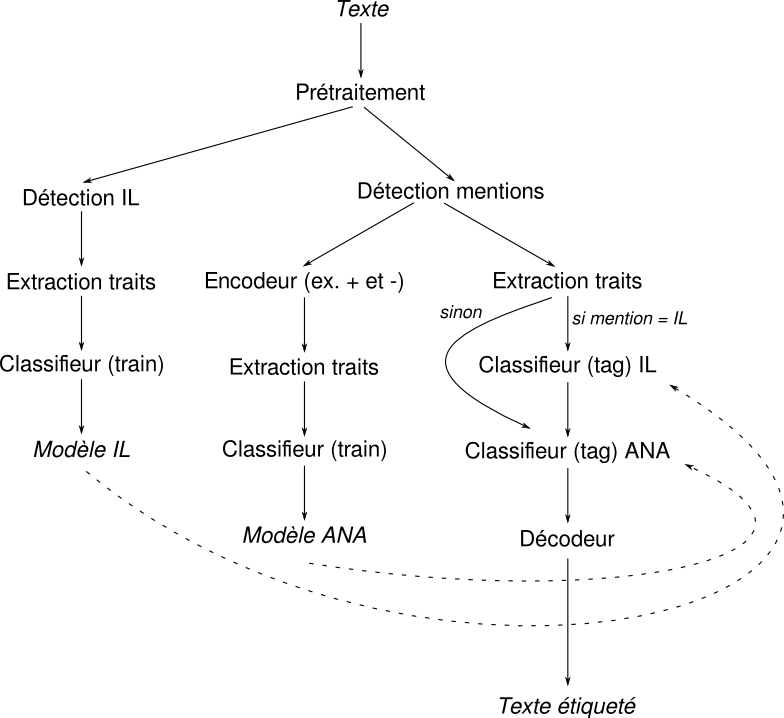 Texte
Prétraitement
Détection IL
Détection mentions
Extraction traits
Encodeur (ex. + et -)
Extraction traits
sinon
si mention = IL
Classifieur (train)
Extraction traits
Classifieur (tag) IL
Modèle IL
Classifieur (train)
Classifieur (tag) ANA
Modèle ANA
Décodeur
Texte étiqueté